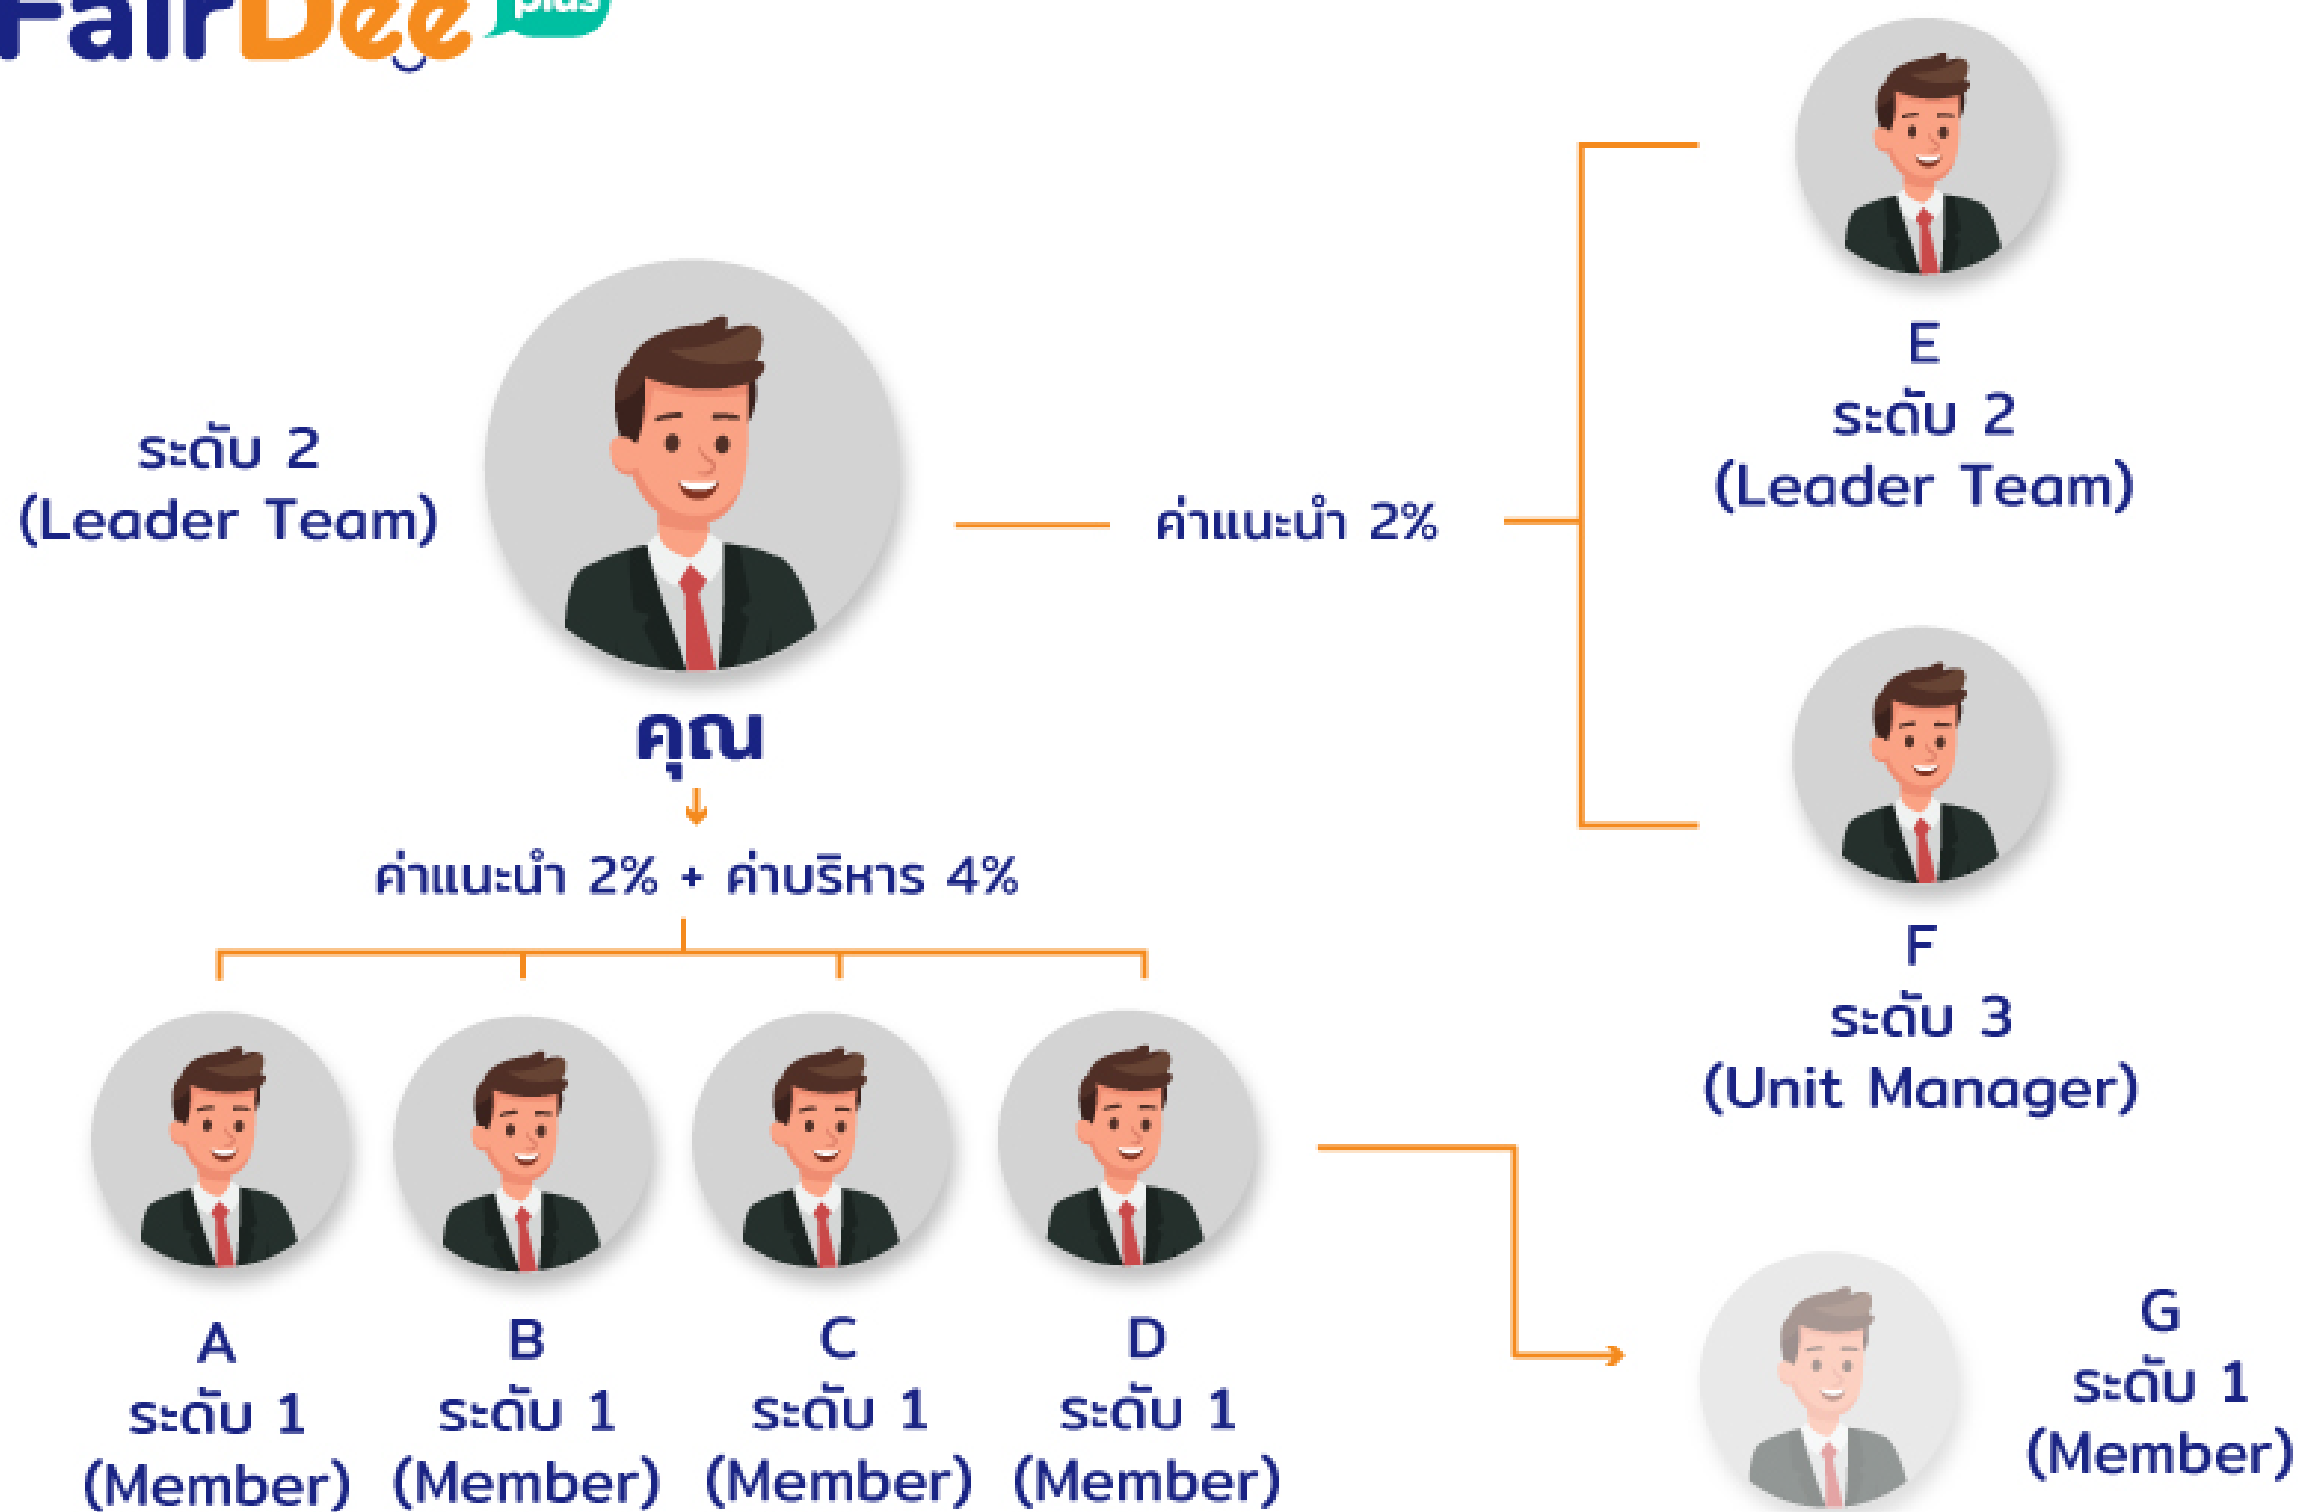 FairDee plus
E
ระดับ 2
(Leader Team)
ระดับ 2
(Leader Team)
ค่าแนะนำ 2%
คุณ
ค่าแนะนำ 2% + ค่าบริหาร 4%
F
ระดับ 3
(Unit Manager)
A
ระดับ 1
(Member)
B
ระดับ 1
(Member)
C
ระดับ 1
(Member)
D
ระดับ 1
(Member)
G
ระดับ 1
(Member)